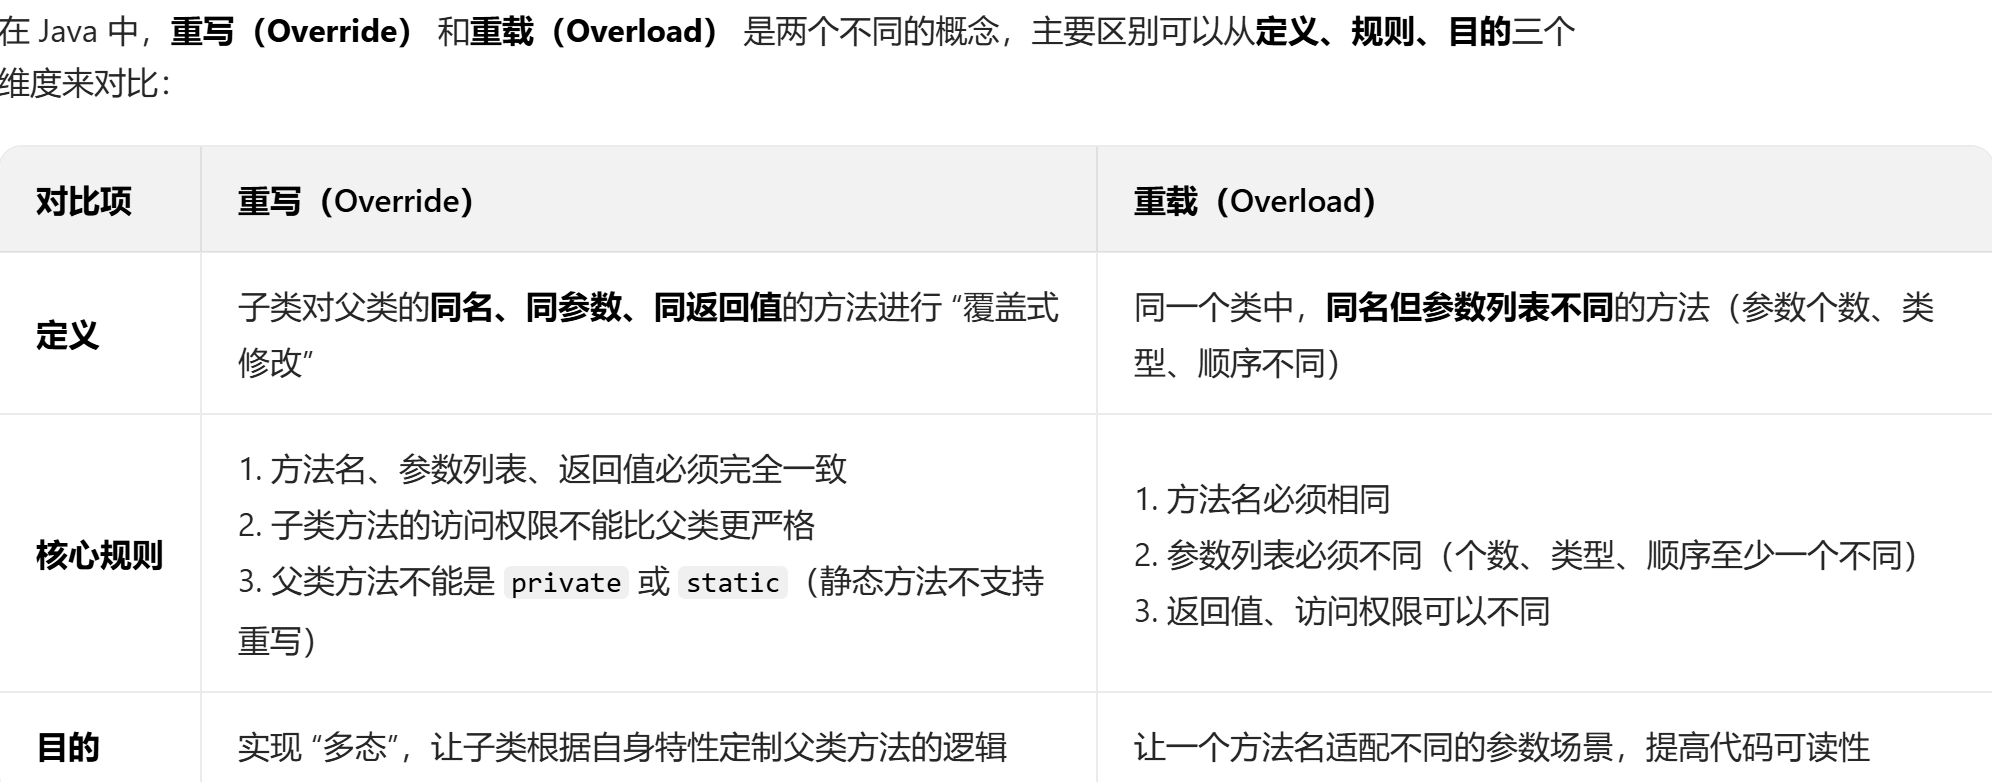 在 Java 中，重写（Override） 和重载（Overload） 是两个不同的概念，主要区别可以从定义、规则、目的三个
维度来对比：
对比项
重写（Override）
重载（Overload）
定义
子类对父类的同名、同参数、同返回值的方法进行 “覆盖式
修改”
同一个类中，同名但参数列表不同的方法（参数个数、类
型、顺序不同）
核心规则
1. 方法名、参数列表、返回值必须完全一致
2. 子类方法的访问权限不能比父类更严格
3. 父类方法不能是 private 或 static（静态方法不支持
重写）
1. 方法名必须相同
2. 参数列表必须不同（个数、类型、顺序至少一个不同）
3. 返回值、访问权限可以不同
目的
实现 “多态”，让子类根据自身特性定制父类方法的逻辑
让一个方法名适配不同的参数场景，提高代码可读性